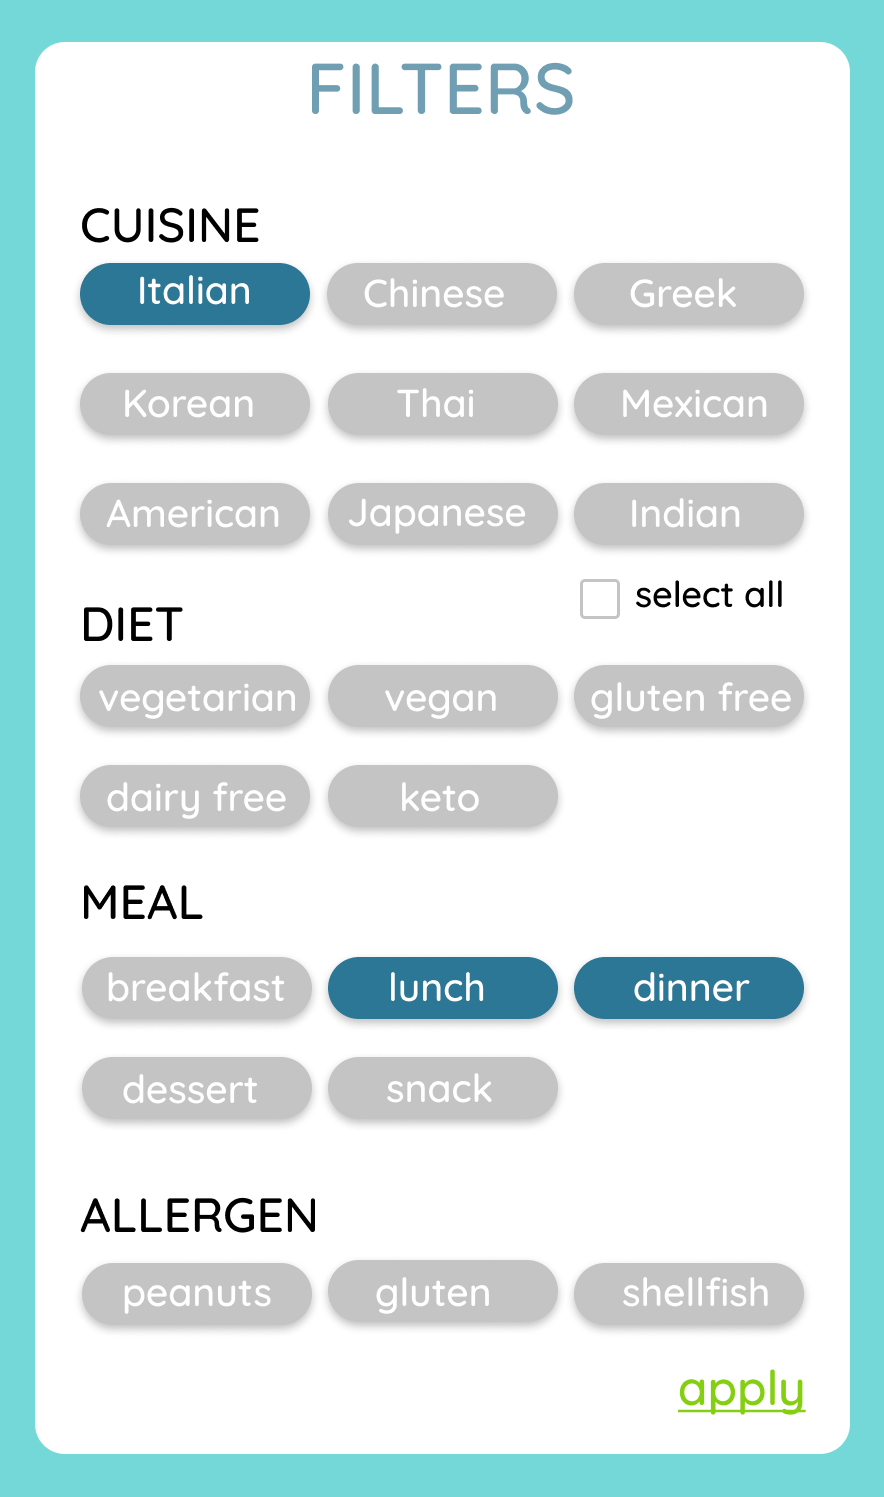 FILTERS
CUISINE
Italian Chinese Greek
Korean Thai Mexican
American Japanese Indian
select all
DIET
vegetarian vegan gluten free
dairy free keto
MEAL
breakfast lunch dinner
dessert snack
ALLERGEN
peanuts gluten shellfish
apply